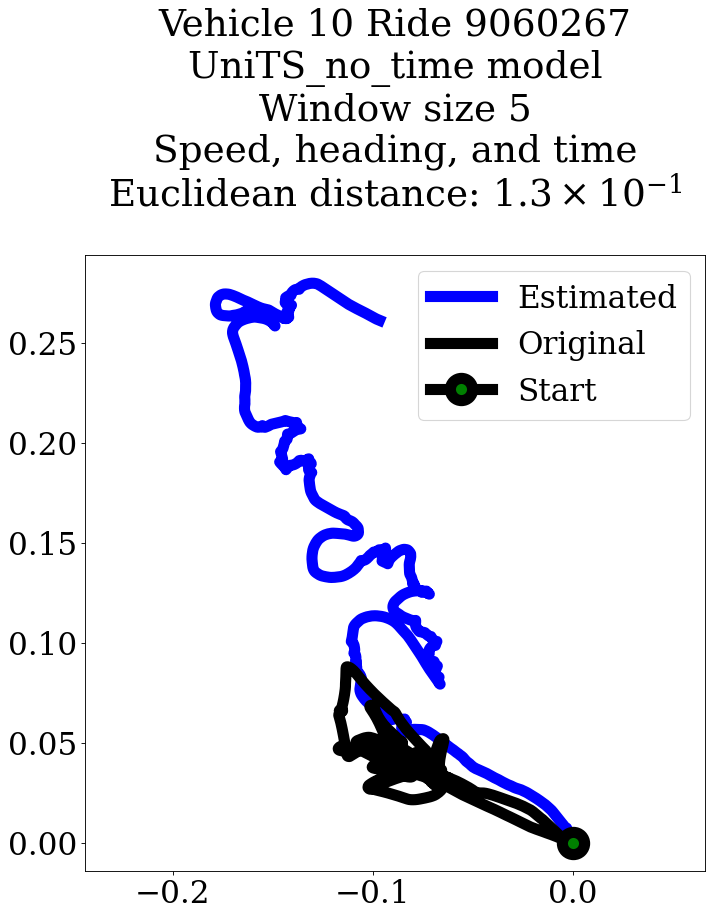 Vehicle 10 Ride 9060267
UniTS_no_time model
Window size 5
Speed, heading, and time
Euclidean distance: 1.3 × 10⁻¹
Estimated
Original
Start
0.25
0.20
0.15
0.10
0.05
0.00
−0.2 −0.1 0.0